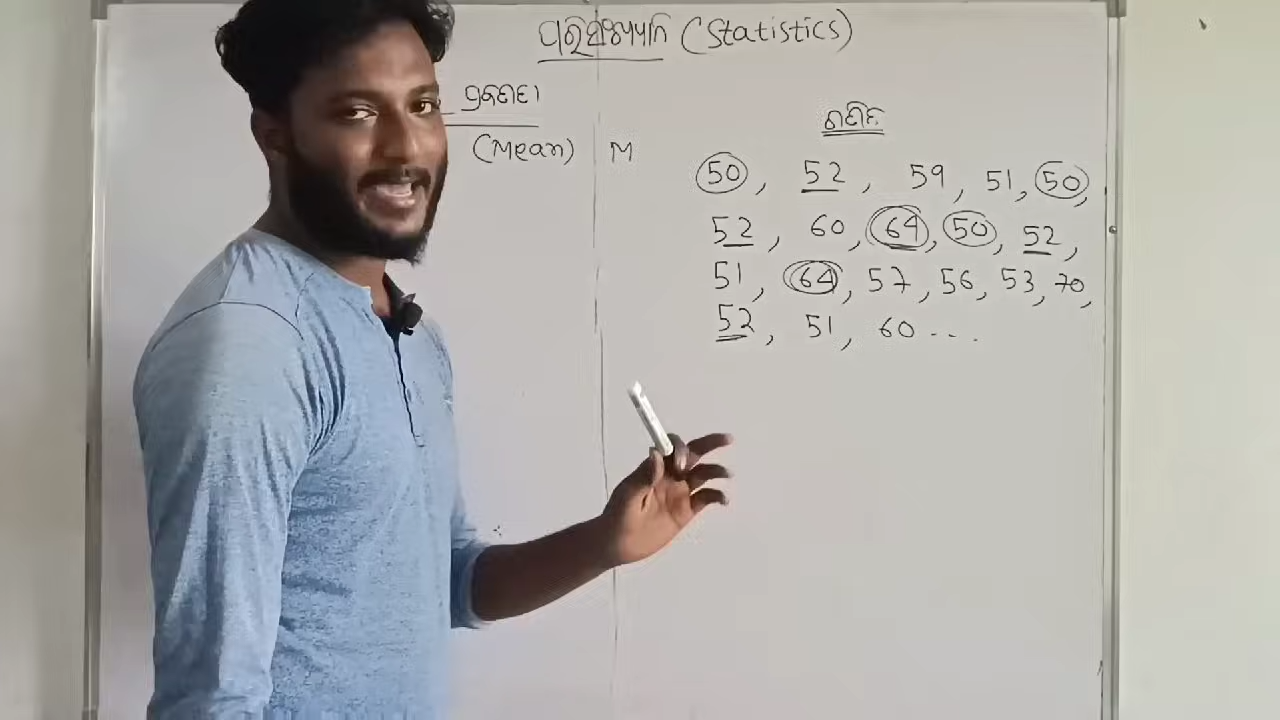 ପରିସଂଖ୍ୟାନ (Statistics)
(Mean) M
50, 52, 59, 51, 50,
52, 60, 64, 50, 52,
51, 64, 57, 56, 53, 70,
52, 51, 60 ...